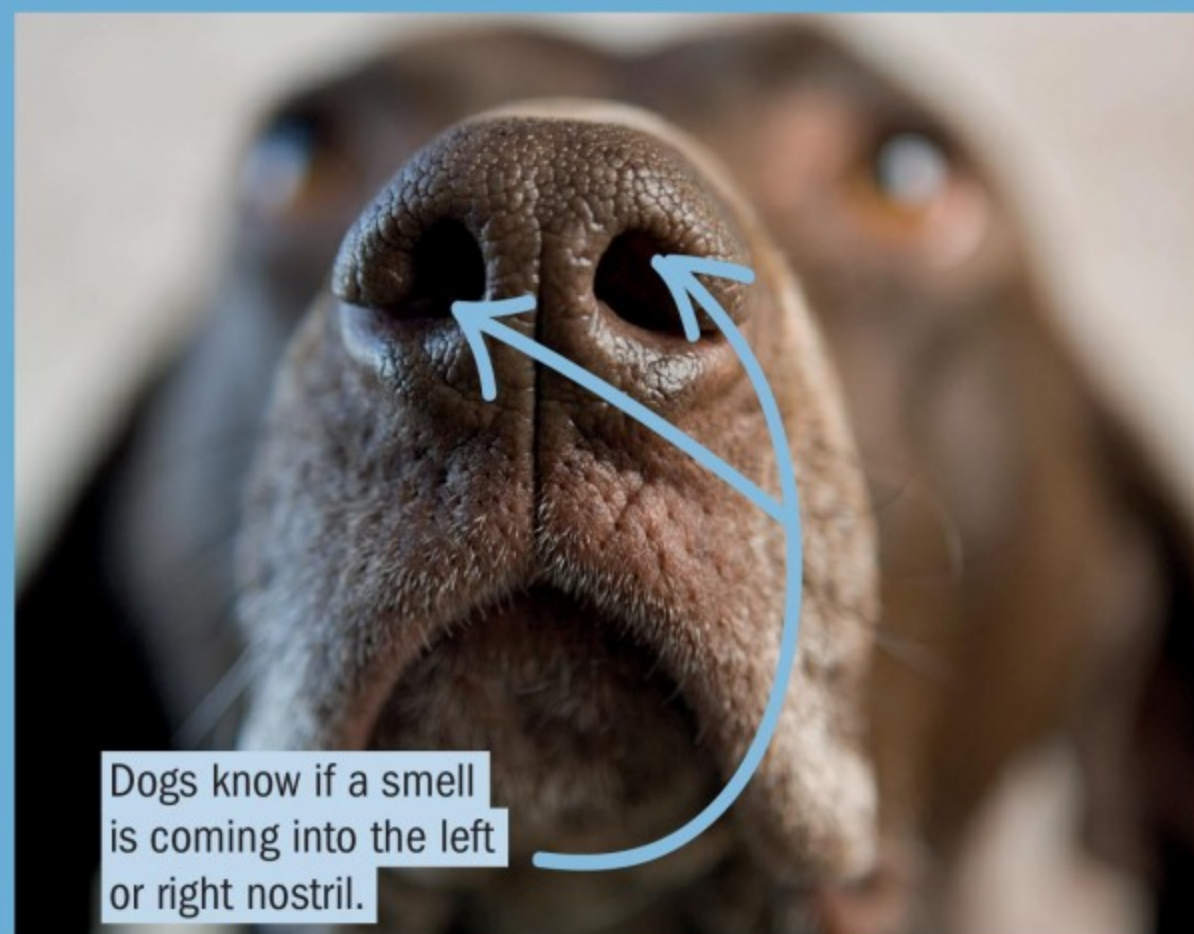 Dogs know if a smell
is coming into the left
or right nostril.